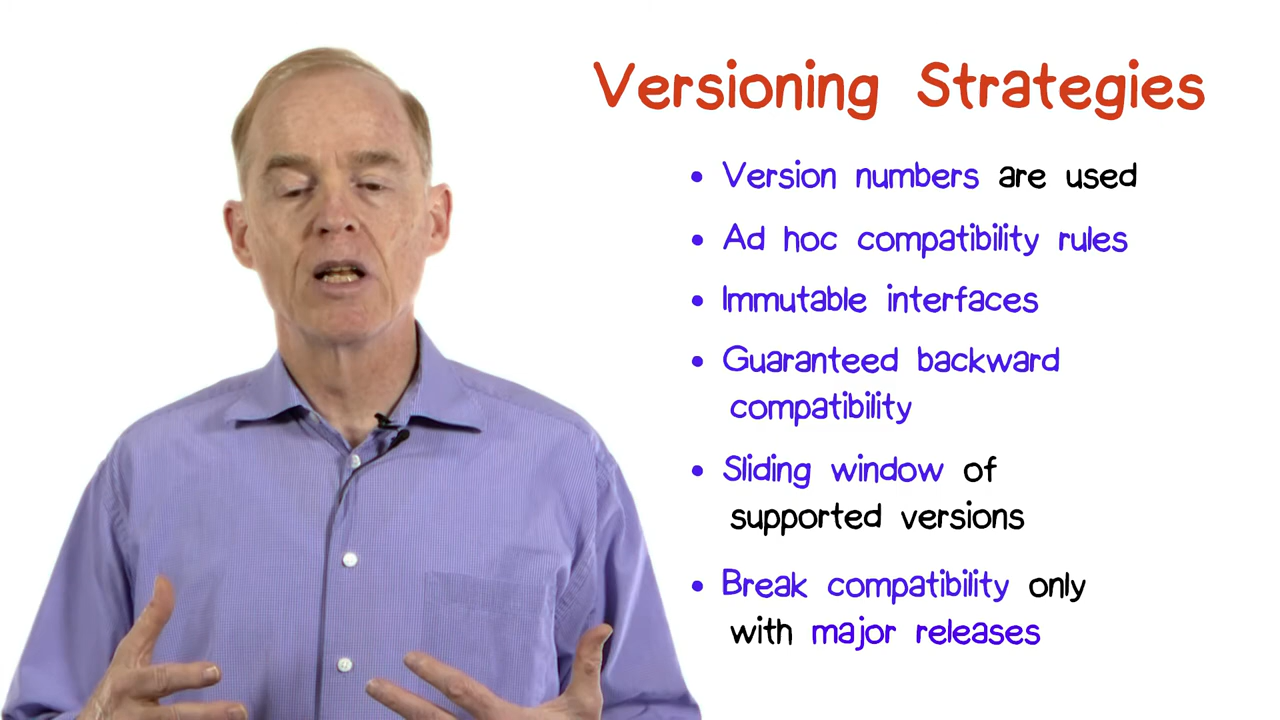 Versioning Strategies
• Version numbers are used
• Ad hoc compatibility rules
• Immutable interfaces
• Guaranteed backward
compatibility
• Sliding window of
supported versions
• Break compatibility only
with major releases